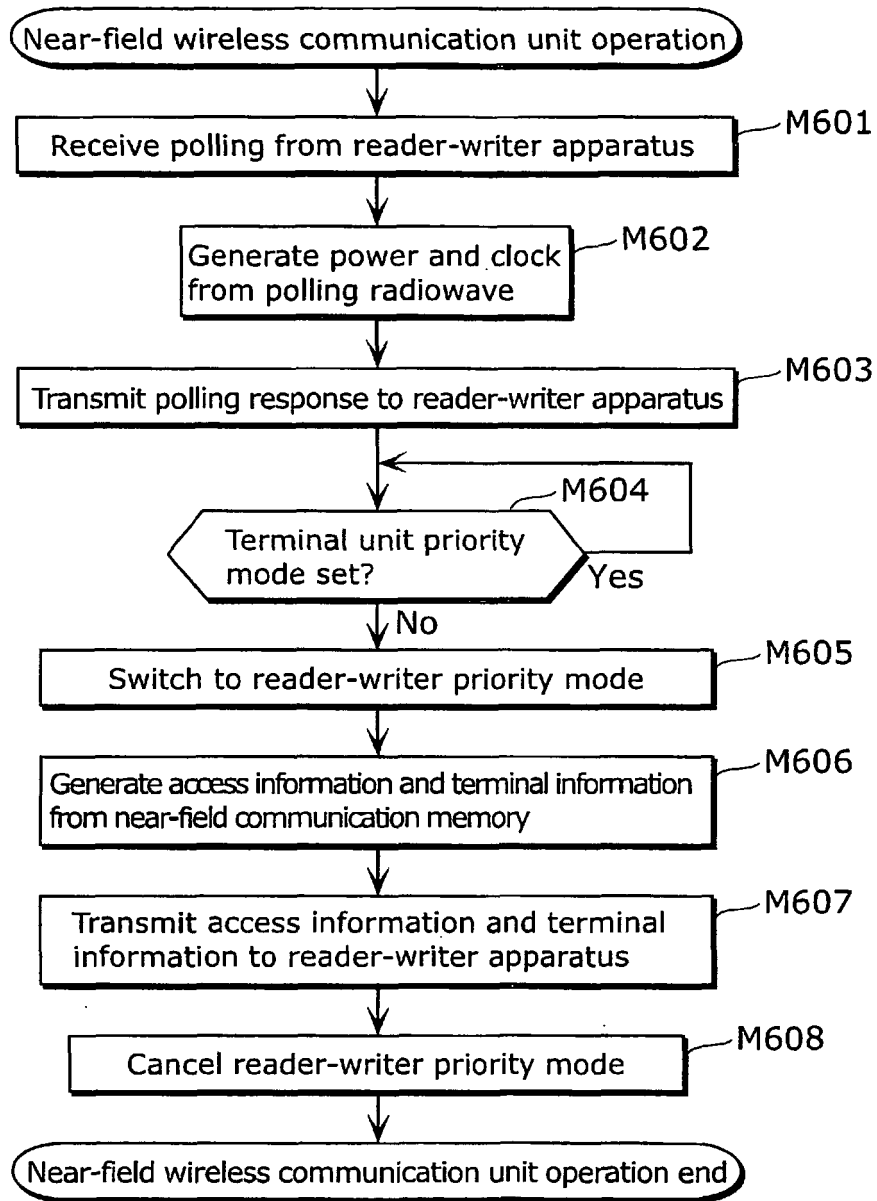 Near-field wireless communication unit operation
M601
Receive polling from reader-writer apparatus
M602
Generate power and clock
from polling radiowave
M603
Transmit polling response to reader-writer apparatus
M604
Terminal unit priority
mode set?
Yes
No
M605
Switch to reader-writer priority mode
M606
Generate access information and terminal information
from near-field communication memory
M607
Transmit access information and terminal
information to reader-writer apparatus
M608
Cancel reader-writer priority mode
Near-field wireless communication unit operation end